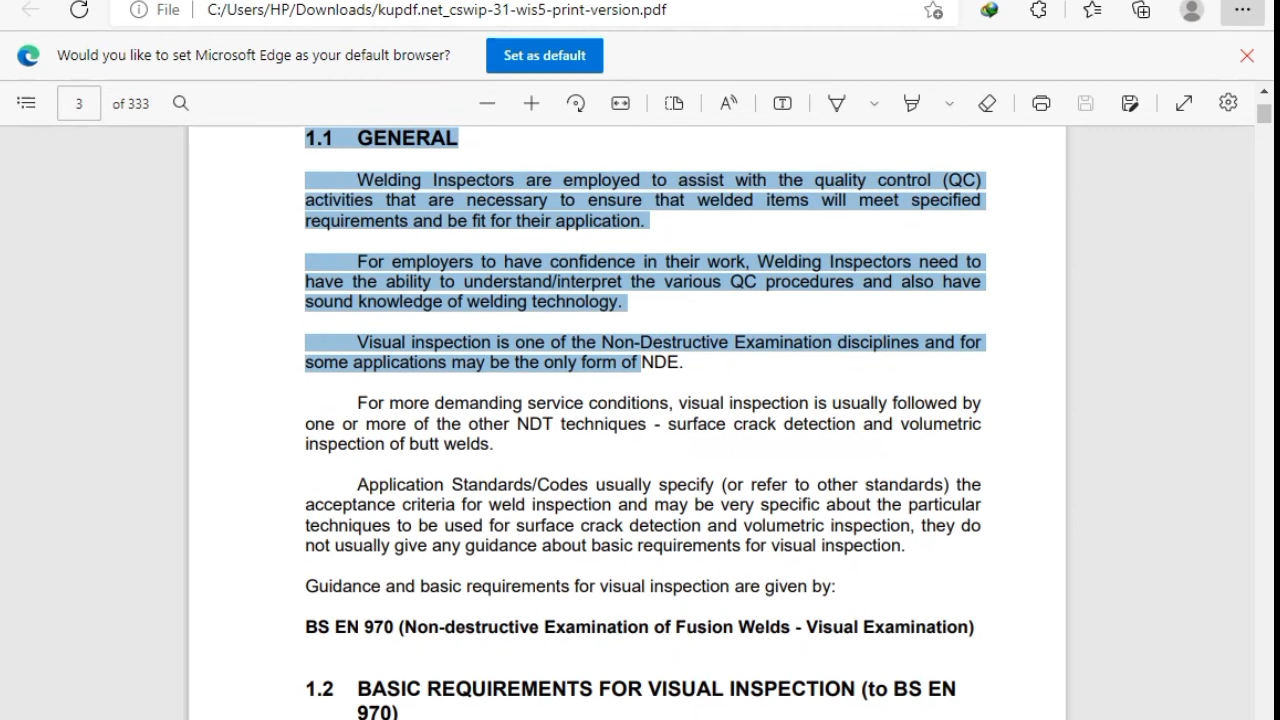 File C:/Users/HP/Downloads/kupdf.net_cswip-31-wis5-print-version.pdf
Would you like to set Microsoft Edge as your default browser? Set as default
3 of 333
1.1 GENERAL
Welding Inspectors are employed to assist with the quality control (QC)
activities that are necessary to ensure that welded items will meet specified
requirements and be fit for their application.
For employers to have confidence in their work, Welding Inspectors need to
have the ability to understand/interpret the various QC procedures and also have
sound knowledge of welding technology.
Visual inspection is one of the Non-Destructive Examination disciplines and for
some applications may be the only form of NDE.
For more demanding service conditions, visual inspection is usually followed by
one or more of the other NDT techniques - surface crack detection and volumetric
inspection of butt welds.
Application Standards/Codes usually specify (or refer to other standards) the
acceptance criteria for weld inspection and may be very specific about the particular
techniques to be used for surface crack detection and volumetric inspection, they do
not usually give any guidance about basic requirements for visual inspection.
Guidance and basic requirements for visual inspection are given by:
BS EN 970 (Non-destructive Examination of Fusion Welds - Visual Examination)
1.2 BASIC REQUIREMENTS FOR VISUAL INSPECTION (to BS EN
970)